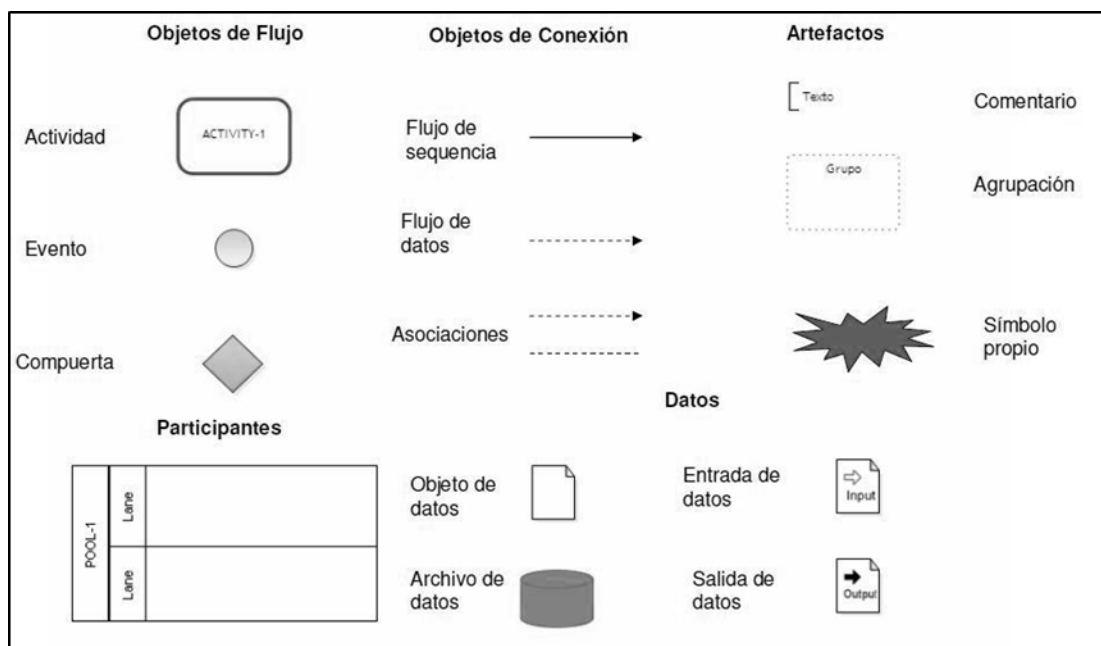 Objetos de Flujo
Objetos de Conexión
Artefactos
Actividad
ACTIVITY-1
Flujo de
sequencia
Texto
Comentario
Grupo
Agrupación
Evento
Flujo de
datos
Compuerta
Asociaciones
Símbolo
propio
Participantes
Datos
POOL-1
Lane
Lane
Objeto de
datos
Entrada de
datos
Input
Archivo de
datos
Salida de
datos
Output